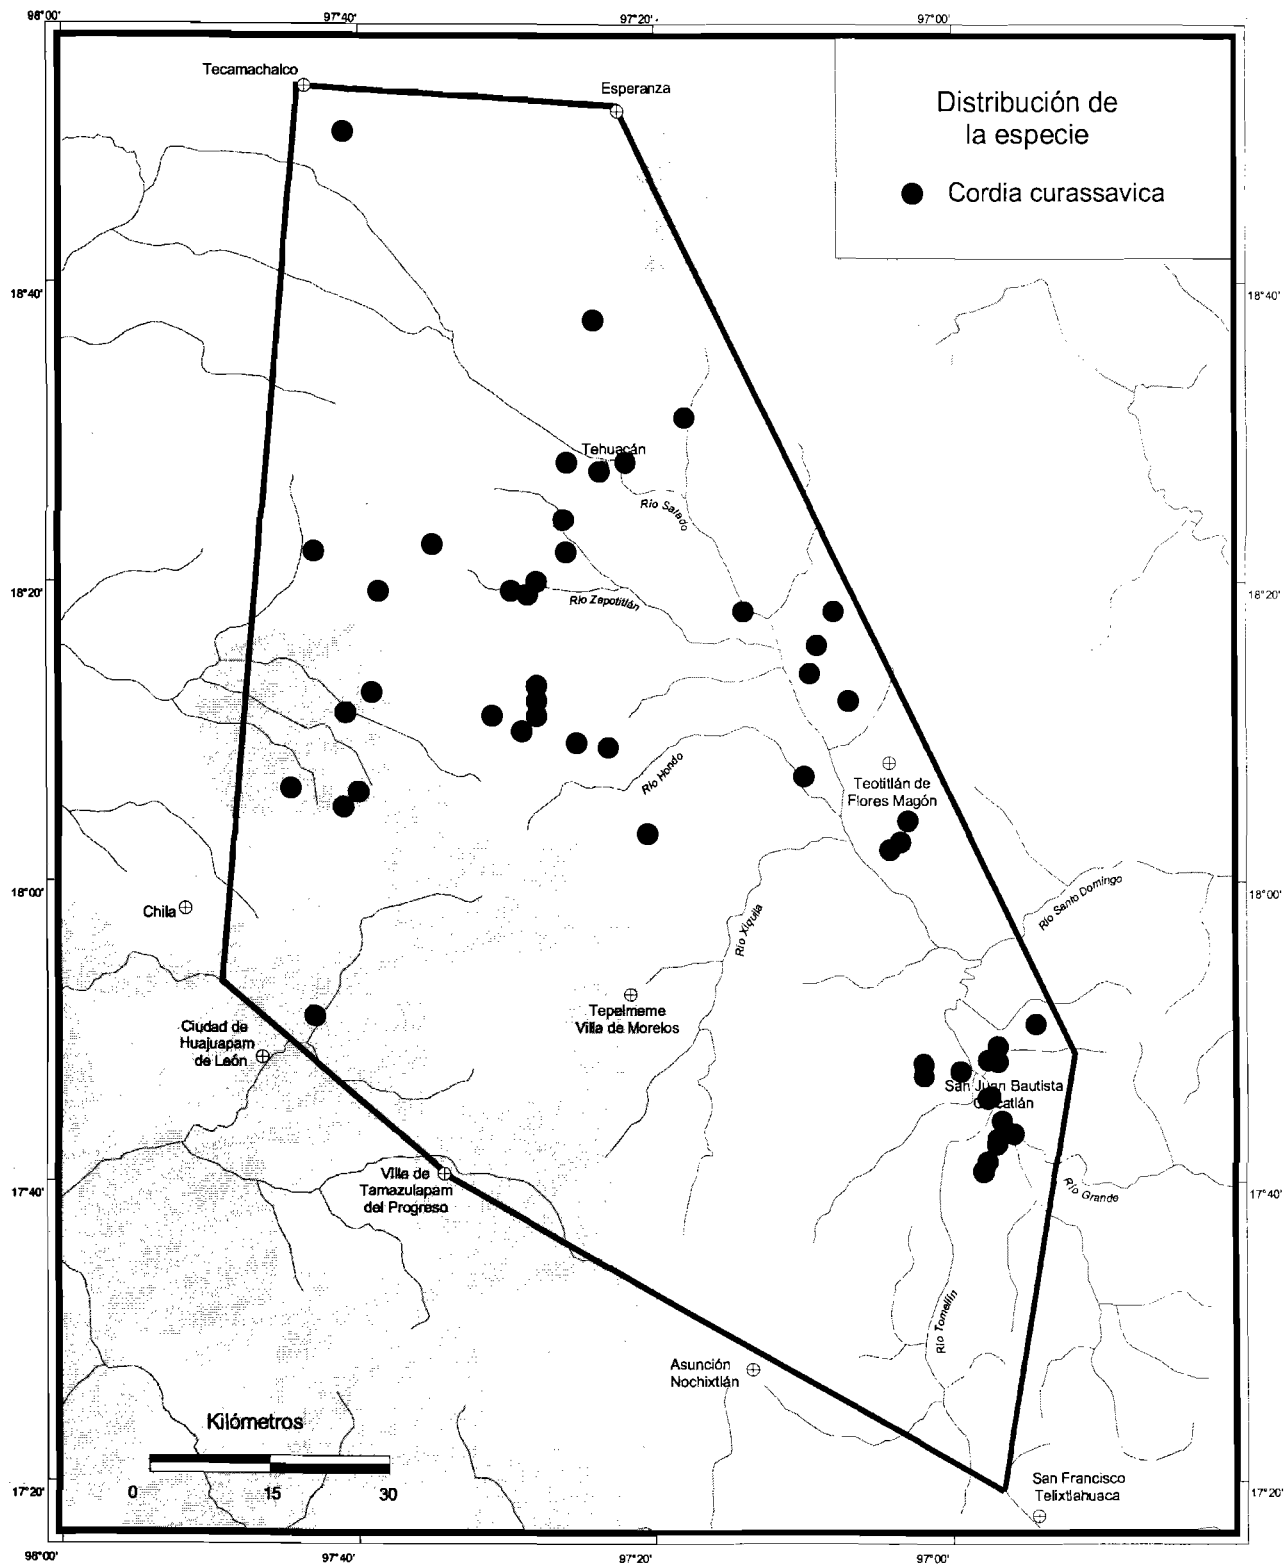 98°00'
97°40'
97°20'
97°00'
Tecamachalco
Esperanza
Distribución de
la especie
Cordia curassavica
18°40'
18°40'
Tehuacán
Río Salado
18°20'
18°20'
Río Zapotitlán
Río Hondo
Teotitlán de
Flores Magón
18°00'
18°00'
Chila
Río Santo Domingo
Río Xiquila
Tepelmeme
Villa de Morelos
Ciudad de
Huajuapam
de León
San Juan Bautista
Villa de
Tamazulapam
del Progreso
17°40'
17°40'
Río Grande
Río Tomellín
Asunción
Nochixtlán
Kilómetros
0 15 30
San Francisco
Telixtlahuaca
17°20'
17°20'
98°00'
97°40'
97°20'
97°00'